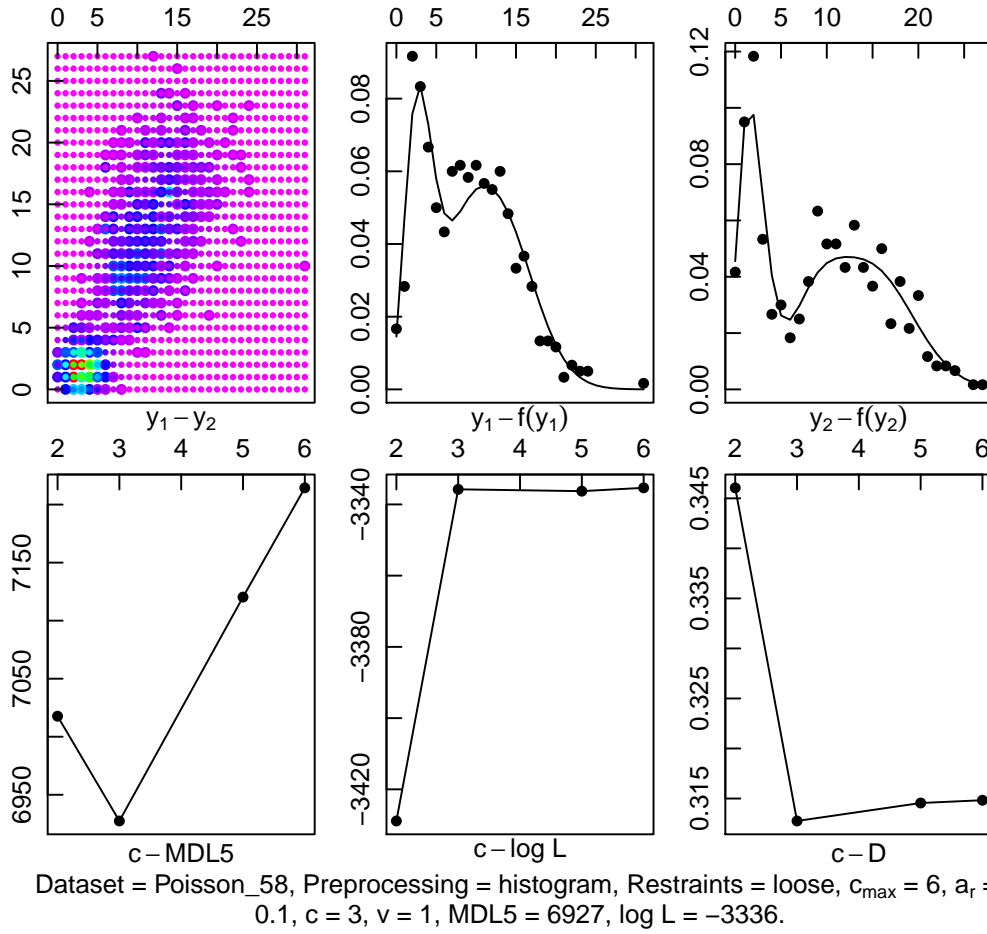 0 5 15 25
0 5 10 15 20 25
y1 − y2
0 5 15 25
0.00 0.02 0.04 0.06 0.08
y1 − f(y1)
0 5 10 20
0.00 0.04 0.08 0.12
y2 − f(y2)
2 3 4 5 6
6950 7050 7150
c − MDL5
2 3 4 5 6
−3420 −3380 −3340
c − log L
2 3 4 5 6
0.315 0.325 0.335 0.345
c − D
Dataset = Poisson_58, Preprocessing = histogram, Restraints = loose, cmax = 6, ar =
0.1, c = 3, v = 1, MDL5 = 6927, log L = −3336.